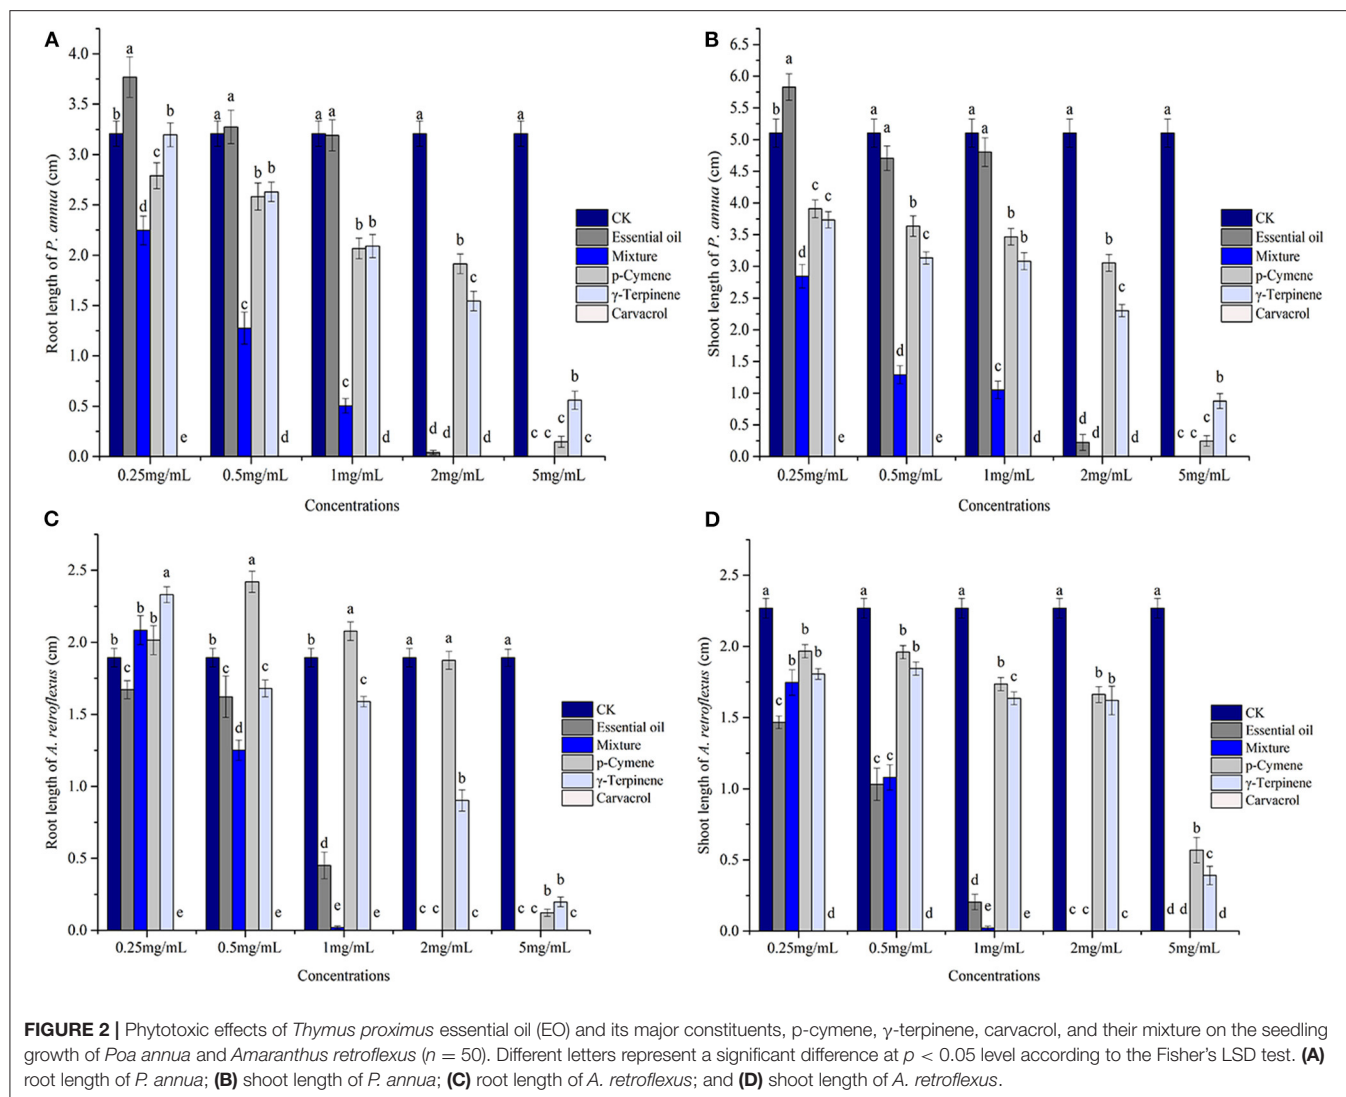 A
Root length of P. annua (cm)
4.0
3.5
3.0
2.5
2.0
1.5
1.0
0.5
0.0
b a d c b e
a a c b b d
a a c b b d
a d d b c d
a c c c b c
CK
Essential oil
Mixture
p-Cymene
γ-Terpinene
Carvacrol
0.25mg/mL 0.5mg/mL 1mg/mL 2mg/mL 5mg/mL
Concentrations
B
Shoot length of P. annua (cm)
6.5
6.0
5.5
5.0
4.5
4.0
3.5
3.0
2.5
2.0
1.5
1.0
0.5
0.0
b a d c c e
a a d b c e
a a c b b d
a d d b c d
a c c c b c
CK
Essential oil
Mixture
p-Cymene
γ-Terpinene
Carvacrol
0.25mg/mL 0.5mg/mL 1mg/mL 2mg/mL 5mg/mL
Concentrations
C
Root length of A. retroflexus (cm)
2.5
2.0
1.5
1.0
0.5
0.0
b c b b a e
b c d a c e
b d e a c e
a c c a b c
a c c b b c
CK
Essential oil
Mixture
p-Cymene
γ-Terpinene
Carvacrol
0.25mg/mL 0.5mg/mL 1mg/mL 2mg/mL 5mg/mL
Concentrations
D
Shoot length of A. retroflexus (cm)
2.5
2.0
1.5
1.0
0.5
0.0
a c b b b d
a c c b b d
a d e b c e
a c c b b c
a d d b c d
CK
Essential oil
Mixture
p-Cymene
γ-Terpinene
Carvacrol
0.25mg/mL 0.5mg/mL 1mg/mL 2mg/mL 5mg/mL
Concentrations
FIGURE 2 | Phytotoxic effects of Thymus proximus essential oil (EO) and its major constituents, p-cymene, γ-terpinene, carvacrol, and their mixture on the seedling
growth of Poa annua and Amaranthus retroflexus (n = 50). Different letters represent a significant difference at p < 0.05 level according to the Fisher's LSD test. (A)
root length of P. annua; (B) shoot length of P. annua; (C) root length of A. retroflexus; and (D) shoot length of A. retroflexus.